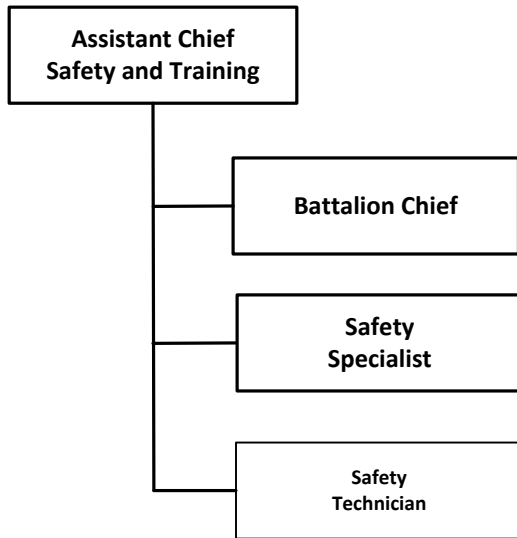 Assistant Chief
Safety and Training
Battalion Chief
Safety
Specialist
Safety
Technician